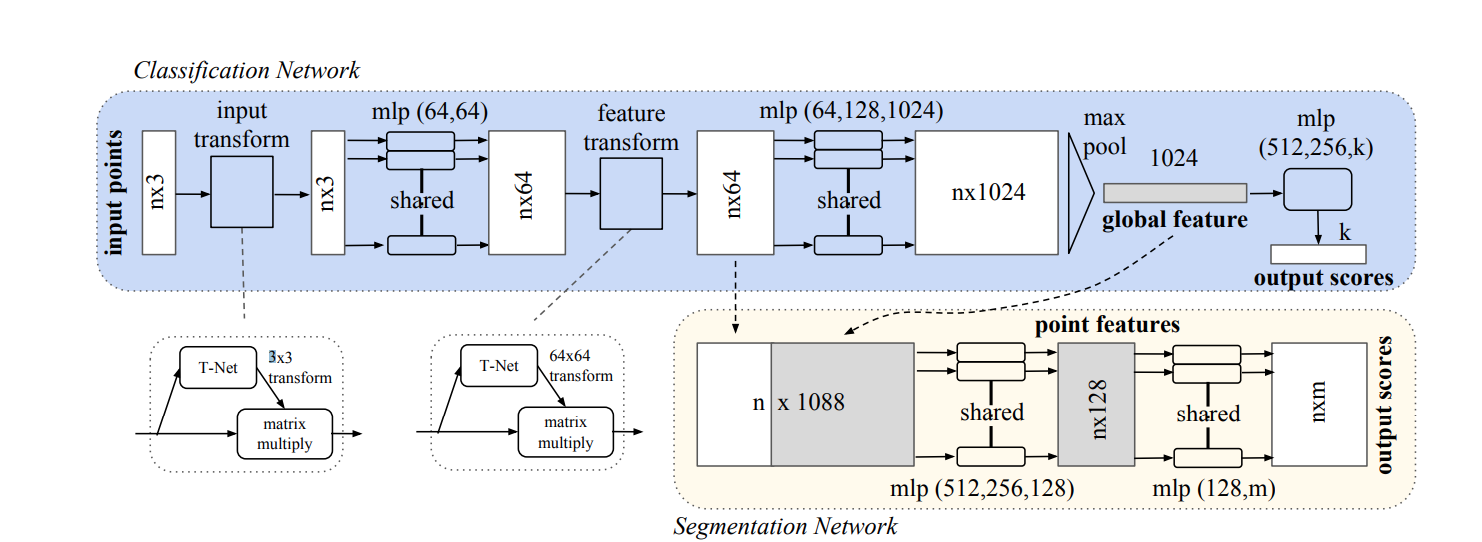 Classification Network
input points
nx3
input
transform
nx3
mlp (64,64)
shared
nx64
feature
transform
nx64
mlp (64,128,1024)
shared
nx1024
max
pool
1024
global feature
mlp
(512,256,k)
k
output scores
T-Net
3x3
transform
matrix
multiply
T-Net
64x64
transform
matrix
multiply
point features
n x 1088
shared
mlp (512,256,128)
nx128
shared
mlp (128,m)
nxm
output scores
Segmentation Network